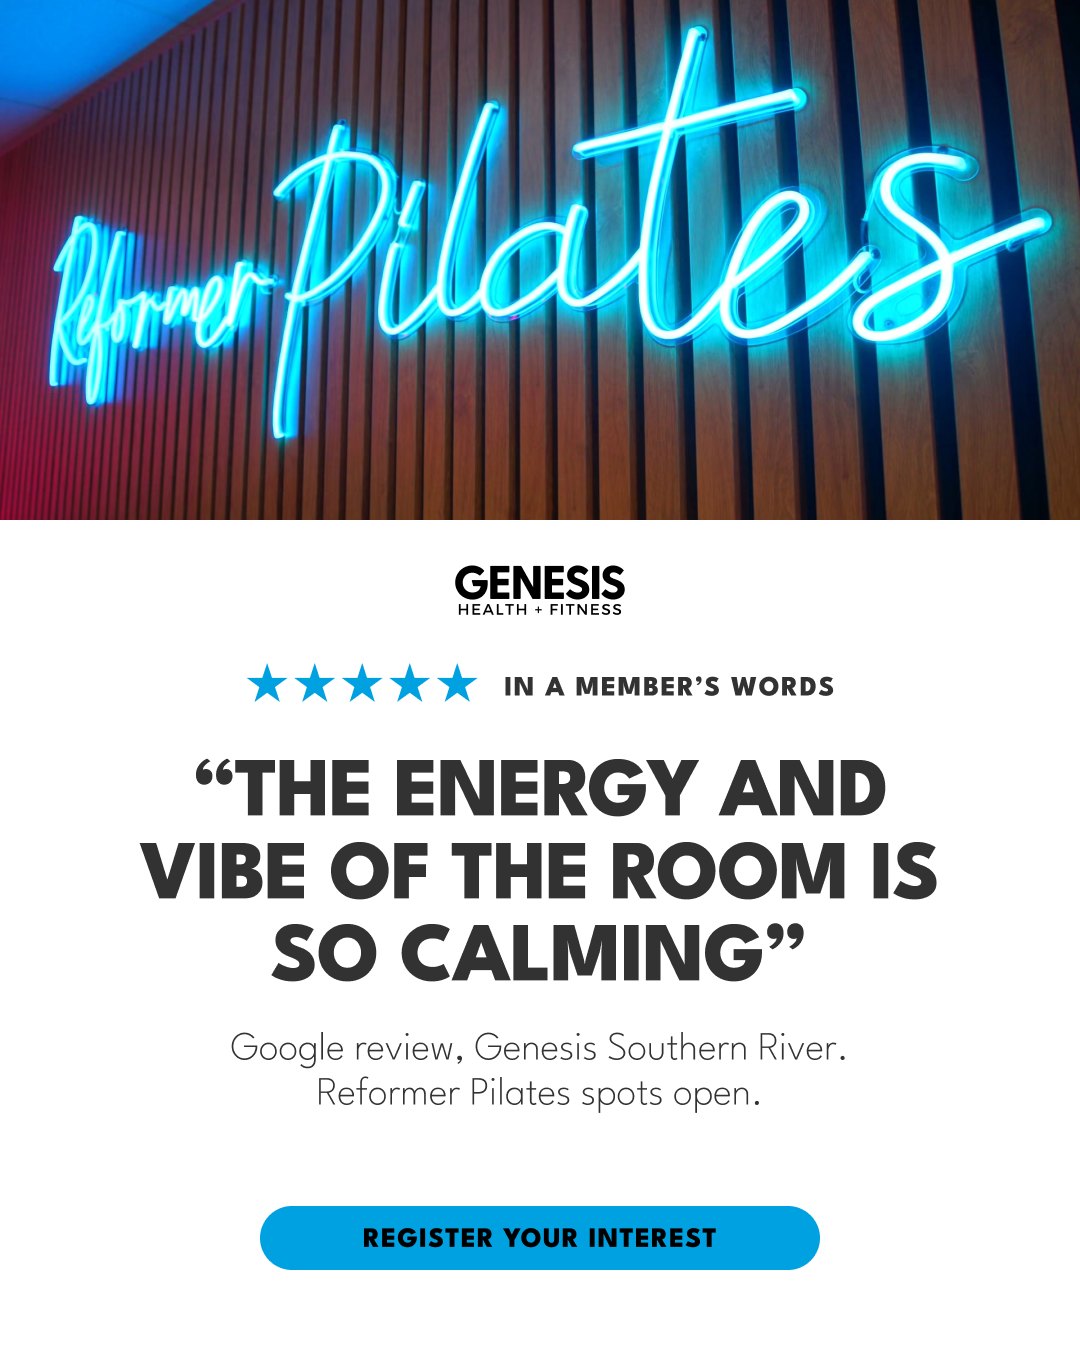 Reformer Pilates
GENESIS
HEALTH + FITNESS
★★★★★ IN A MEMBER’S WORDS
“THE ENERGY AND
VIBE OF THE ROOM IS
SO CALMING”
Google review, Genesis Southern River.
Reformer Pilates spots open.
REGISTER YOUR INTEREST